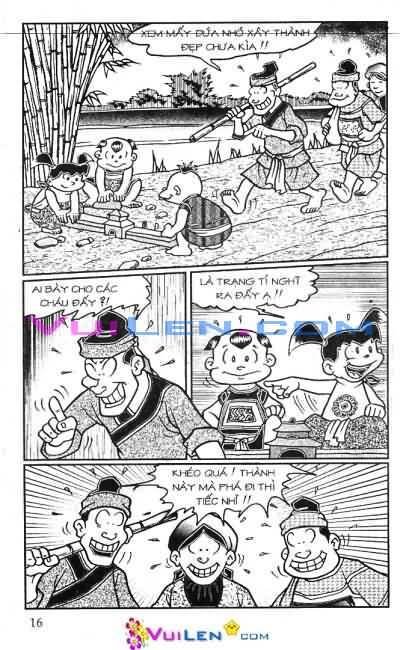 XEM MẤY ĐỨA NHỎ XÂY THÀNH
ĐẸP CHƯA KÌA !!
AI BÀY CHO CÁC
CHÁU ĐẤY ?!
LÀ TRẠNG TÍ NGHĨ
RA ĐẤY Ạ !!
VUILEN.COM
KHÉO QUÁ ! THÀNH
NÀY MÀ PHÁ ĐI THÌ
TIẾC NHỈ !!
16
VUILEN.COM